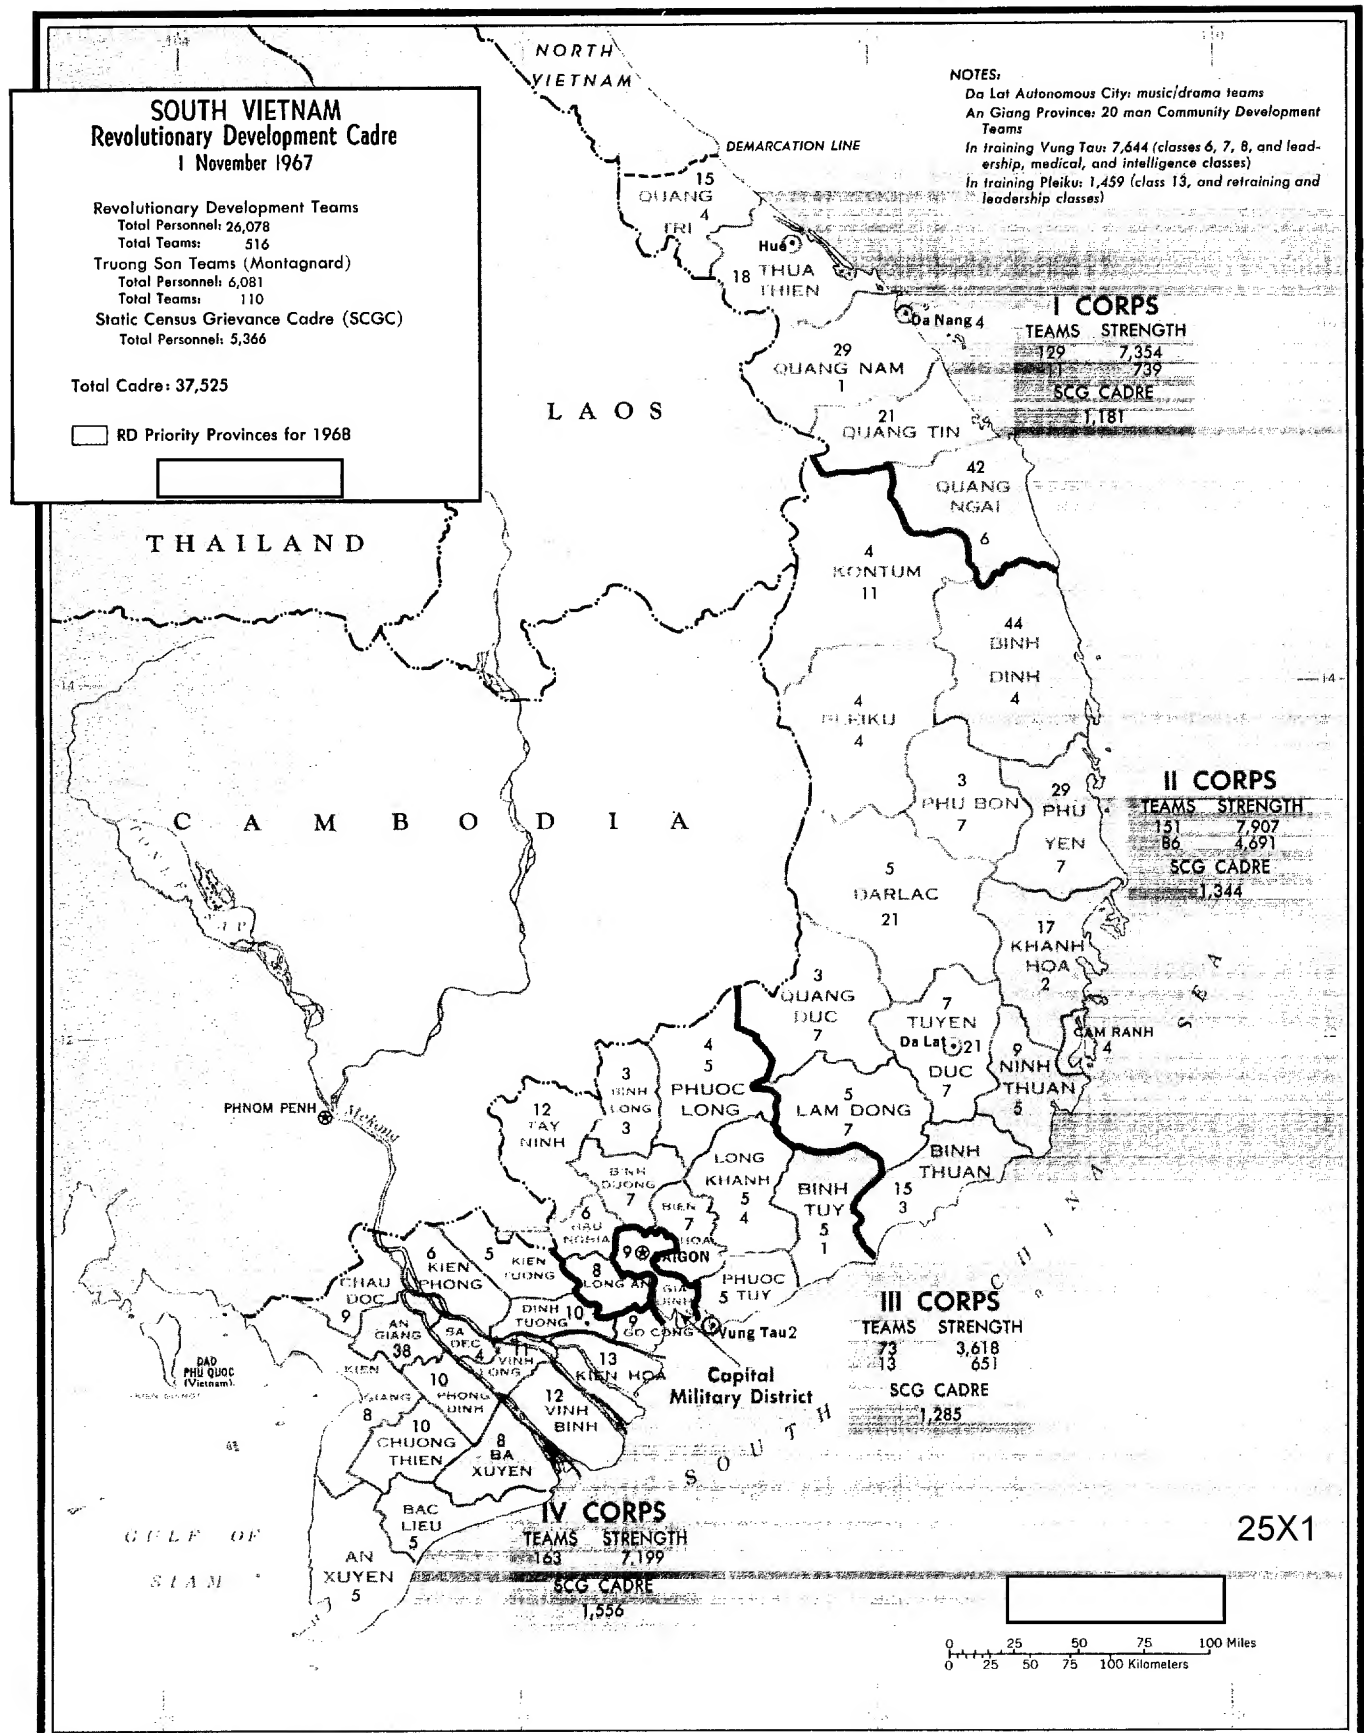 SOUTH VIETNAM
Revolutionary Development Cadre
1 November 1967
Revolutionary Development Teams
Total Personnel: 26,078
Total Teams: 516
Truong Son Teams (Montagnard)
Total Personnel: 6,081
Total Teams: 110
Static Census Grievance Cadre (SCGC)
Total Personnel: 5,366
Total Cadre: 37,525
RD Priority Provinces for 1968
NOTES:
Da Lat Autonomous City: music/drama teams
An Giang Province: 20 man Community Development
Teams
In training Vung Tau: 7,644 (classes 6, 7, 8, and lead-
ership, medical, and intelligence classes)
In training Pleiku: 1,459 (class 13, and retraining and
leadership classes)
NORTH
VIETNAM
DEMARCATION LINE
15
QUANG
4
TRI
Hué
18 THUA
THIEN
Da Nang 4
29
QUANG NAM
1
21
QUANG TIN
42
QUANG
NGAI
6
I CORPS
TEAMS STRENGTH
129 7,354
11 739
SCG CADRE
1,181
LAOS
THAILAND
CAMBODIA
4
KONTUM
11
44
BINH
DINH
4
14
14
4
PLEIKU
4
3
PHU BON
7
29
PHU
YEN
7
II CORPS
TEAMS STRENGTH
151 7,907
86 4,691
SCG CADRE
1,344
5
DARLAC
21
17
KHANH
HOA
2
3
QUANG
DUC
7
7
TUYEN
Da Lat 21
DUC
7
CAM RANH
4
9
NINH
THUAN
5
5
LAM DONG
7
BINH
THUAN
15
3
12
PHNOM PENH
Mekong
4
5
PHUOC
LONG
3
BINH
LONG
3
12
TAY
NINH
BINH
DUONG
7
LONG
KHANH
5
4
BINH
TUY
5
1
BIEN
7
HOA
6
HAU
NGHIA
9 SAIGON
8
LONG AN
GIA
DINH
PHUOC
5 TUY
Vung Tau 2
Capital
Military District
6
KIEN
PHONG
5
KIEN
TUONG
CHAU
DOC
9
AN
GIANG
38
SA
DEC
4
DINH
TUONG 10
9
GO CONG
11
VINH
LONG
13
KIEN HOA
KIEN
GIANG
8
10
PHONG
DINH
12
VINH
BINH
10
CHUONG
THIEN
8
BA
XUYEN
BAC
LIEU
5
AN
XUYEN
5
DAO
PHU QUOC
(Vietnam)
III CORPS
TEAMS STRENGTH
73 3,618
13 651
SCG CADRE
1,285
IV CORPS
TEAMS STRENGTH
163 7,199
SCG CADRE
1,556
SOUTH CHINA SEA
GULF OF
SIAM
25X1
0 25 50 75 100 Miles
0 25 50 75 100 Kilometers